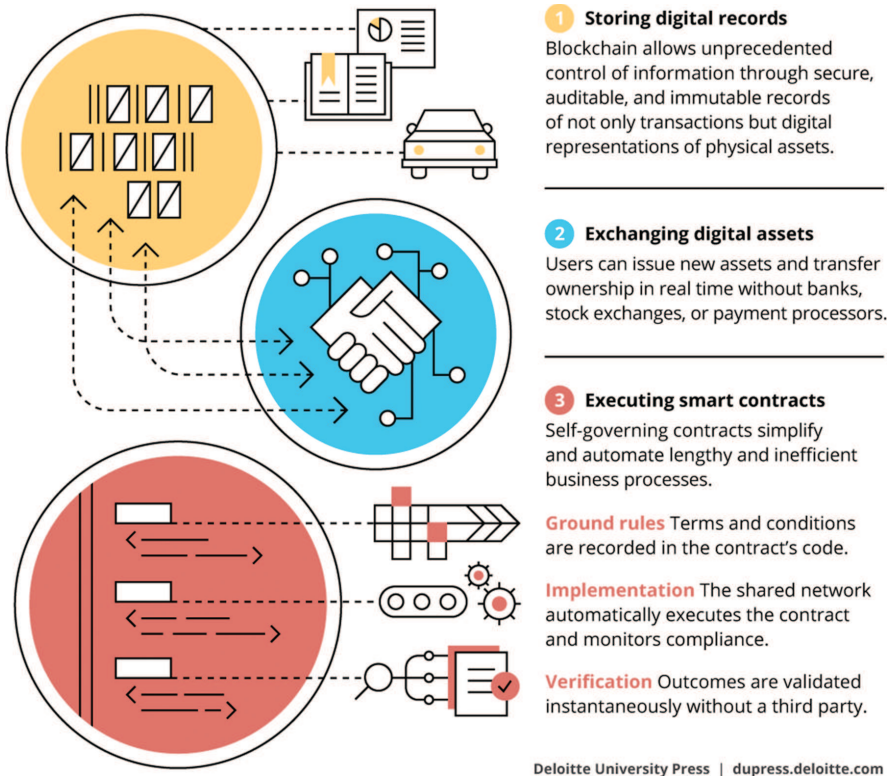 1 Storing digital records
Blockchain allows unprecedented
control of information through secure,
auditable, and immutable records
of not only transactions but digital
representations of physical assets.
2 Exchanging digital assets
Users can issue new assets and transfer
ownership in real time without banks,
stock exchanges, or payment processors.
3 Executing smart contracts
Self-governing contracts simplify
and automate lengthy and inefficient
business processes.
Ground rules Terms and conditions
are recorded in the contract’s code.
Implementation The shared network
automatically executes the contract
and monitors compliance.
Verification Outcomes are validated
instantaneously without a third party.
Deloitte University Press | dupress.deloitte.com